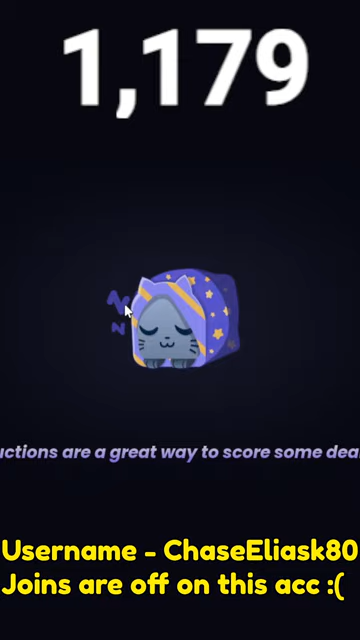 1,179
uctions are a great way to score some dea
Username - ChaseEliask80
Joins are off on this acc :(